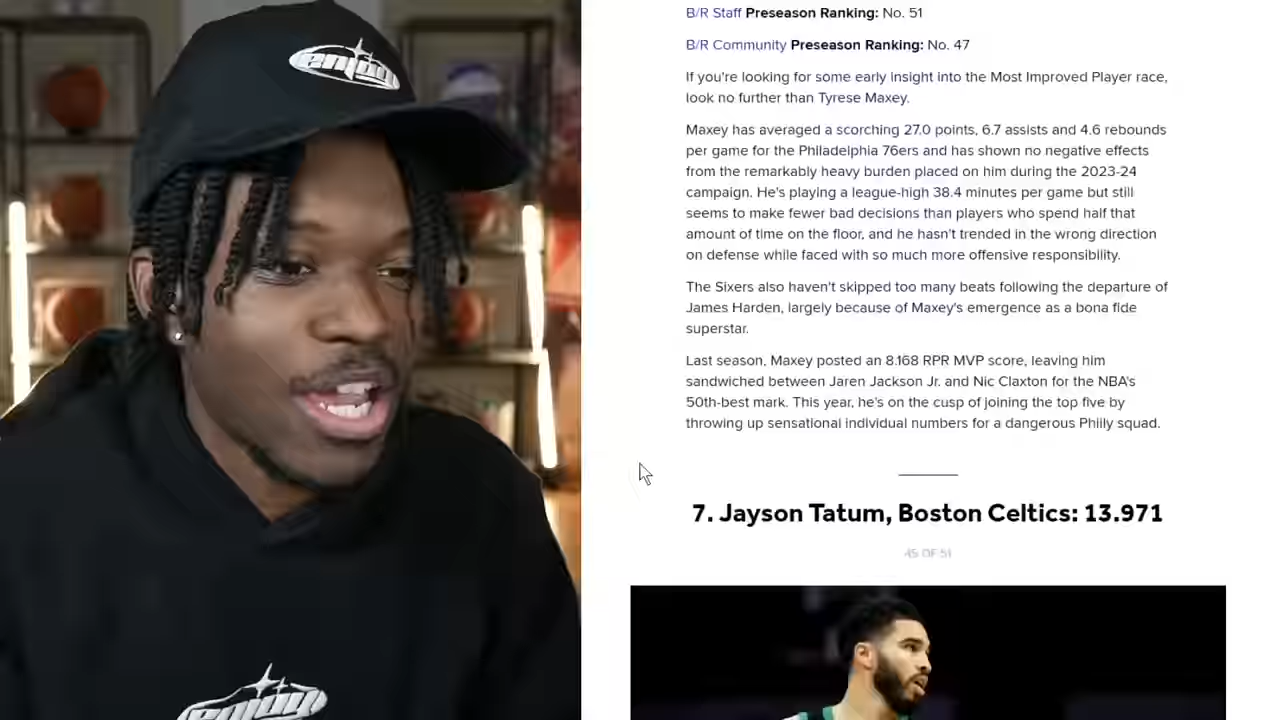 enjoy
enjoy
B/R Staff Preseason Ranking: No. 51
B/R Community Preseason Ranking: No. 47
If you're looking for some early insight into the Most Improved Player race,
look no further than Tyrese Maxey.
Maxey has averaged a scorching 27.0 points, 6.7 assists and 4.6 rebounds
per game for the Philadelphia 76ers and has shown no negative effects
from the remarkably heavy burden placed on him during the 2023-24
campaign. He's playing a league-high 38.4 minutes per game but still
seems to make fewer bad decisions than players who spend half that
amount of time on the floor, and he hasn't trended in the wrong direction
on defense while faced with so much more offensive responsibility.
The Sixers also haven't skipped too many beats following the departure of
James Harden, largely because of Maxey's emergence as a bona fide
superstar.
Last season, Maxey posted an 8.168 RPR MVP score, leaving him
sandwiched between Jaren Jackson Jr. and Nic Claxton for the NBA's
50th-best mark. This year, he's on the cusp of joining the top five by
throwing up sensational individual numbers for a dangerous Philly squad.
7. Jayson Tatum, Boston Celtics: 13.971
45 OF 51